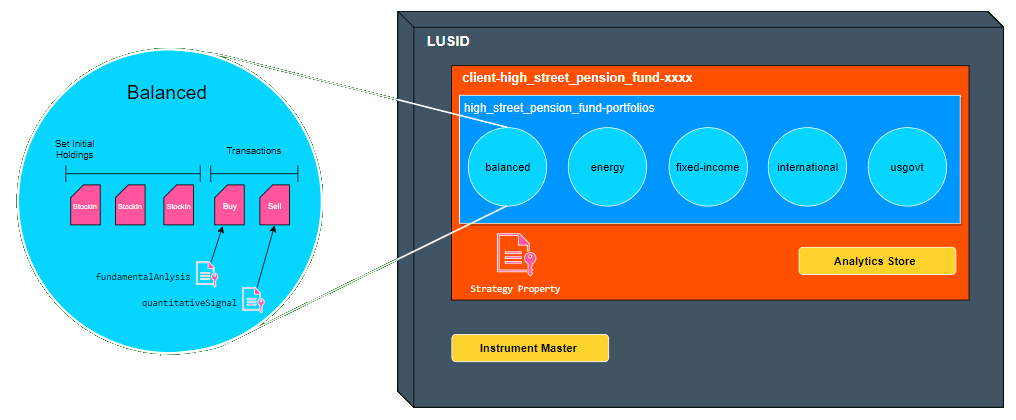 Balanced
Set Initial
Holdings
Transactions
StockIn
StockIn
StockIn
Buy
Sell
fundamentalAnlysis
quantitativeSignal
LUSID
client-high_street_pension_fund-xxxx
high_street_pension_fund-portfolios
balanced
energy
fixed-income
international
usgovt
Strategy Property
Analytics Store
Instrument Master